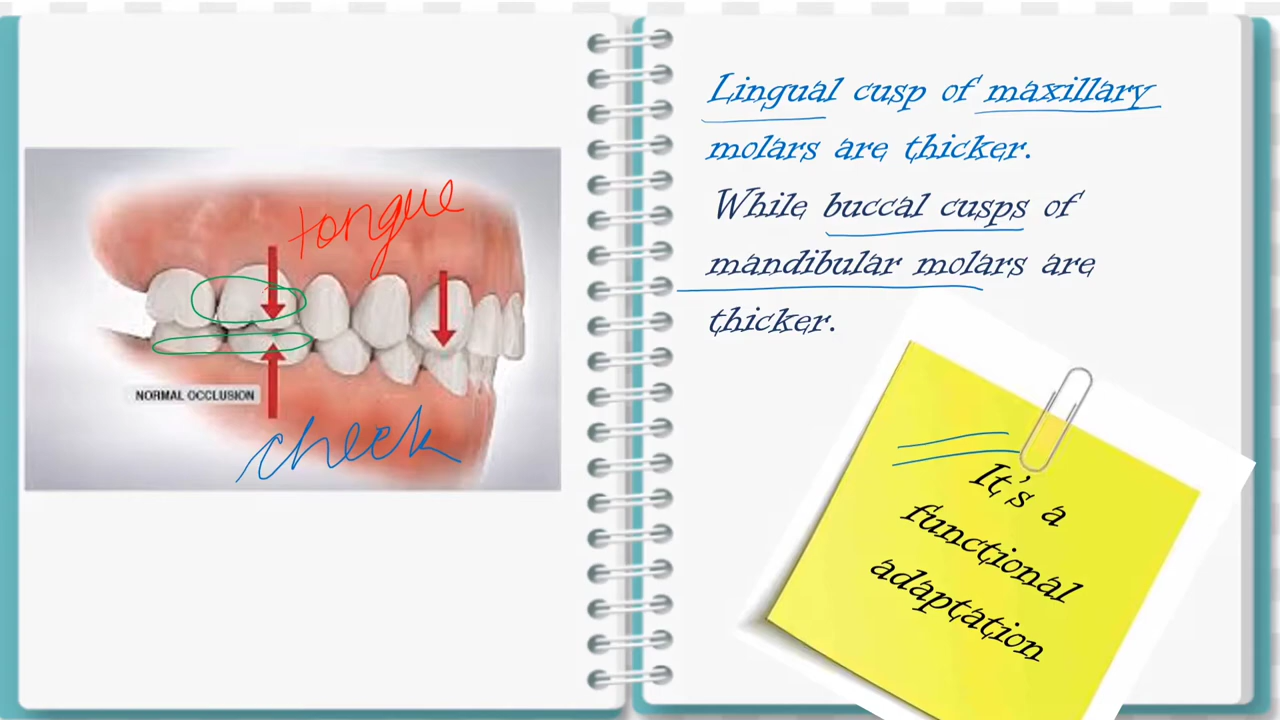 tongue
NORMAL OCCLUSION
cheek
Lingual cusp of maxillary
molars are thicker.
While buccal cusps of
mandibular molars are
thicker.
It's a
functional
adaptation